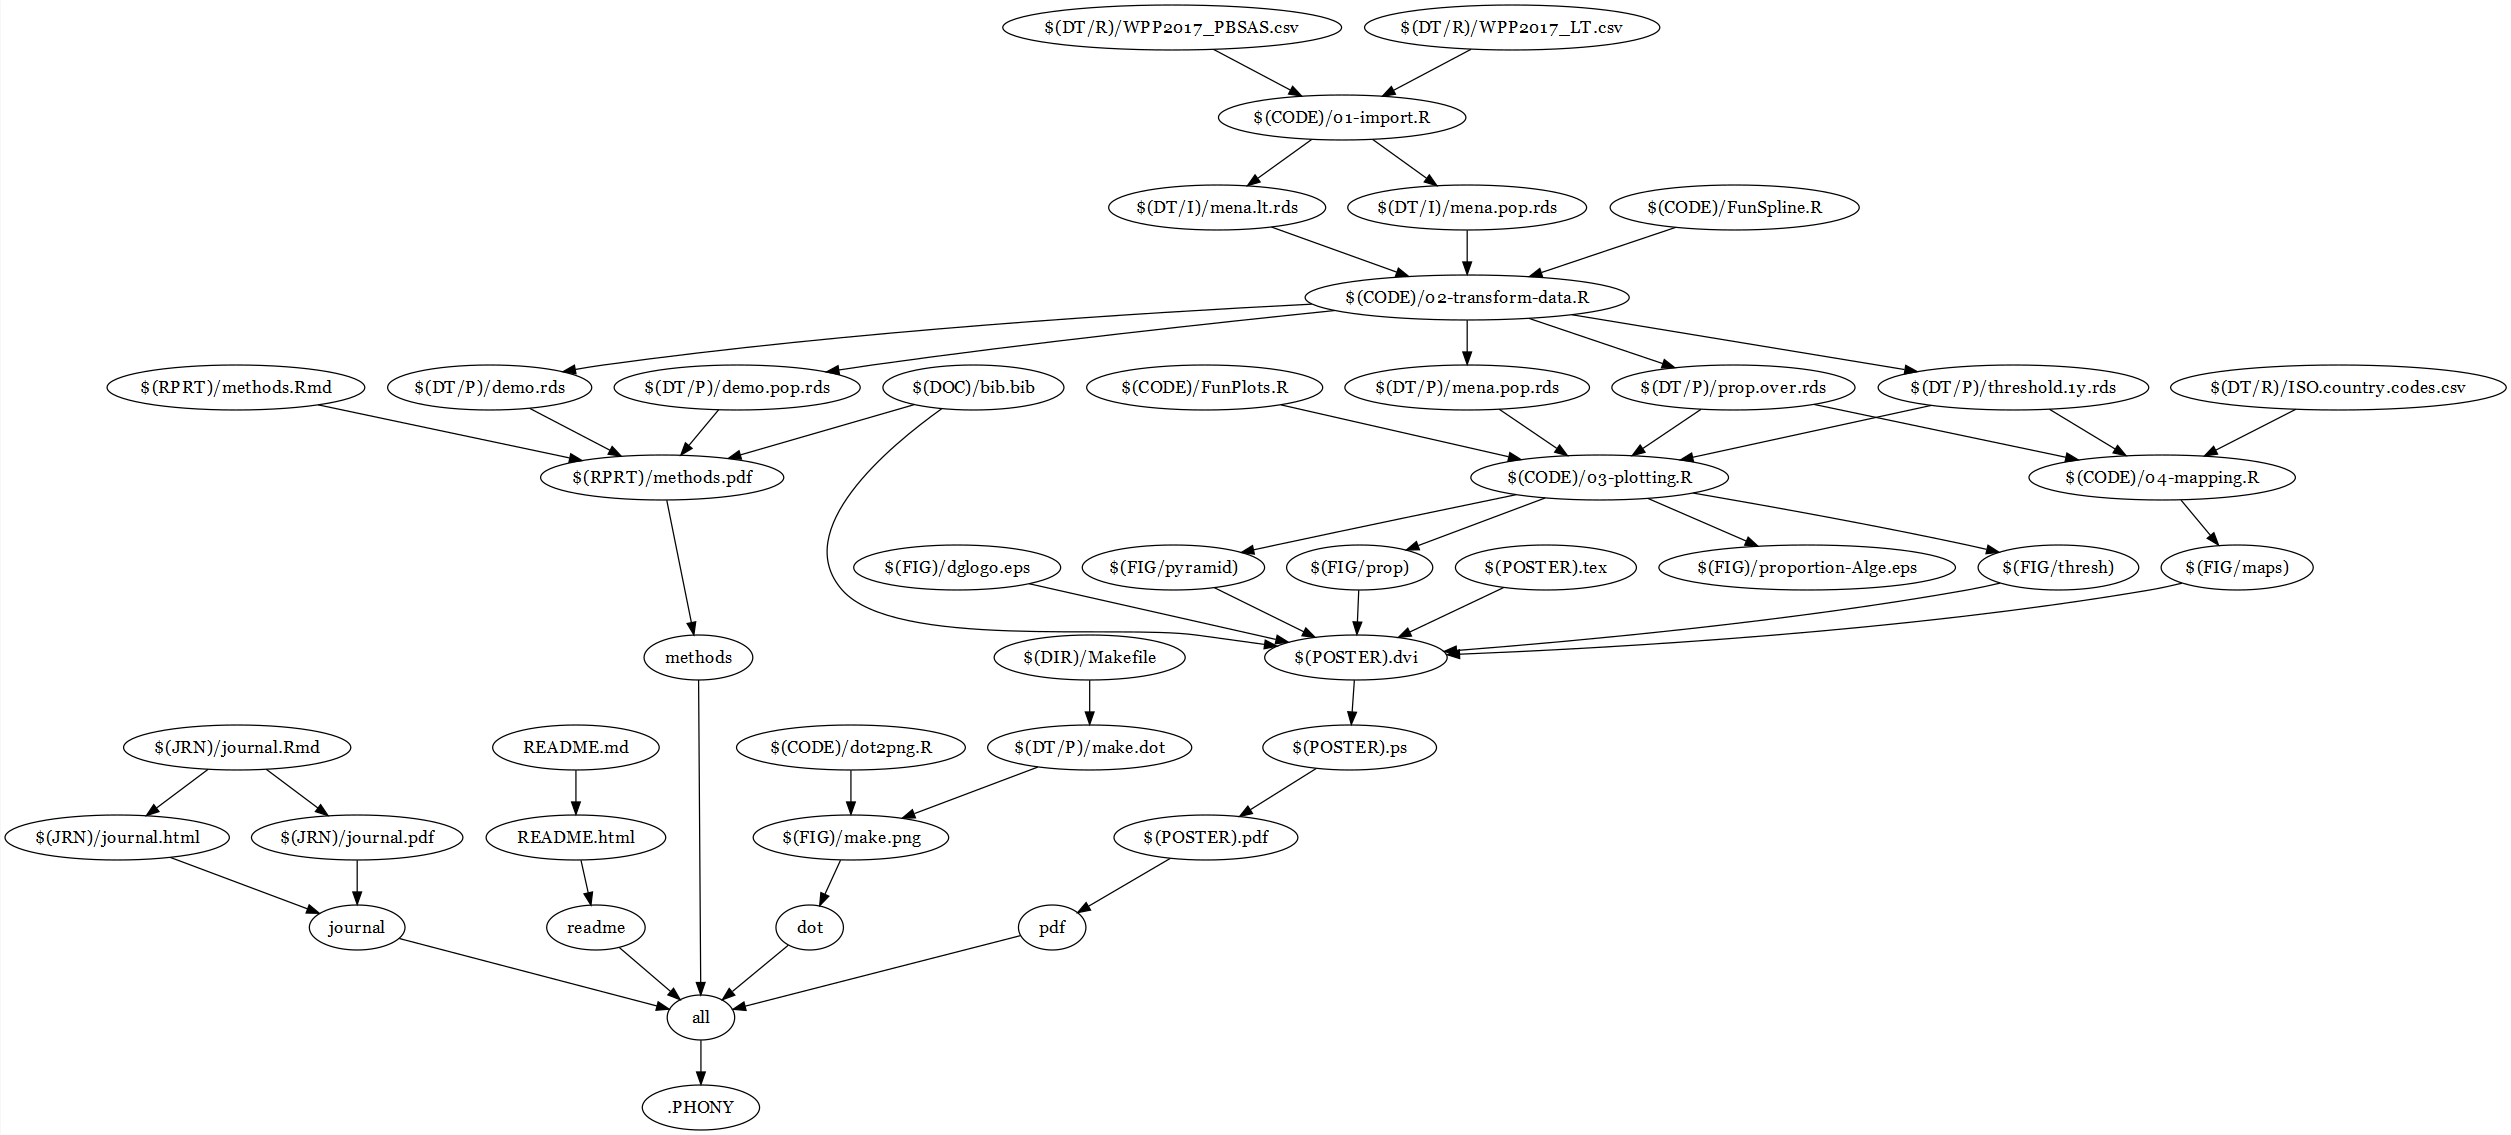 $(DT/R)/WPP2017_PBSAS.csv
$(DT/R)/WPP2017_LT.csv
$(CODE)/01-import.R
$(DT/I)/mena.lt.rds
$(DT/I)/mena.pop.rds
$(CODE)/FunSpline.R
$(CODE)/02-transform-data.R
$(RPRT)/methods.Rmd
$(DT/P)/demo.rds
$(DT/P)/demo.pop.rds
$(DOC)/bib.bib
$(CODE)/FunPlots.R
$(DT/P)/mena.pop.rds
$(DT/P)/prop.over.rds
$(DT/P)/threshold.1y.rds
$(DT/R)/ISO.country.codes.csv
$(RPRT)/methods.pdf
$(CODE)/03-plotting.R
$(CODE)/04-mapping.R
$(FIG)/dglogo.eps
$(FIG/pyramid)
$(FIG/prop)
$(POSTER).tex
$(FIG)/proportion-Alge.eps
$(FIG/thresh)
$(FIG/maps)
methods
$(DIR)/Makefile
$(POSTER).dvi
$(JRN)/journal.Rmd
README.md
$(CODE)/dot2png.R
$(DT/P)/make.dot
$(POSTER).ps
$(JRN)/journal.html
$(JRN)/journal.pdf
README.html
$(FIG)/make.png
$(POSTER).pdf
journal
readme
dot
pdf
all
.PHONY